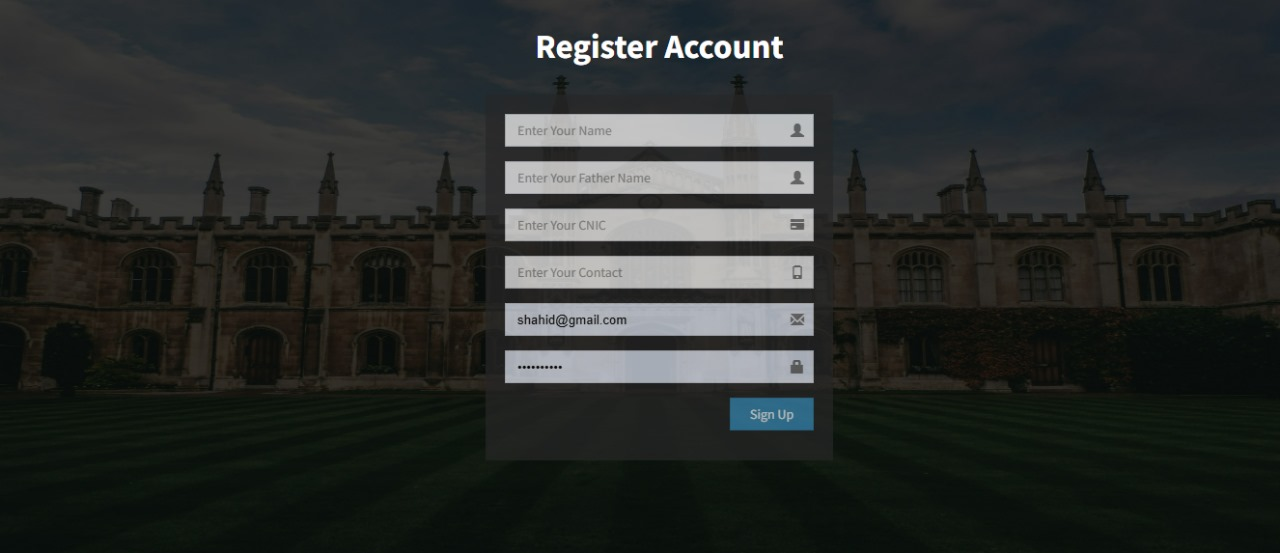 Register Account
Enter Your Name
Enter Your Father Name
Enter Your CNIC
Enter Your Contact
shahid@gmail.com
••••••••••
Sign Up